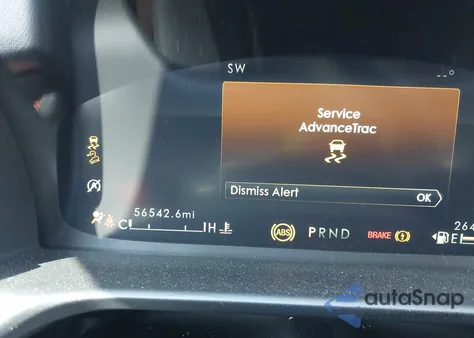 SW
--°
Service
AdvanceTrac
Dismiss Alert
OK
56542.6mi
C H
ABS
PRND
BRAKE
264
E
autoSnap